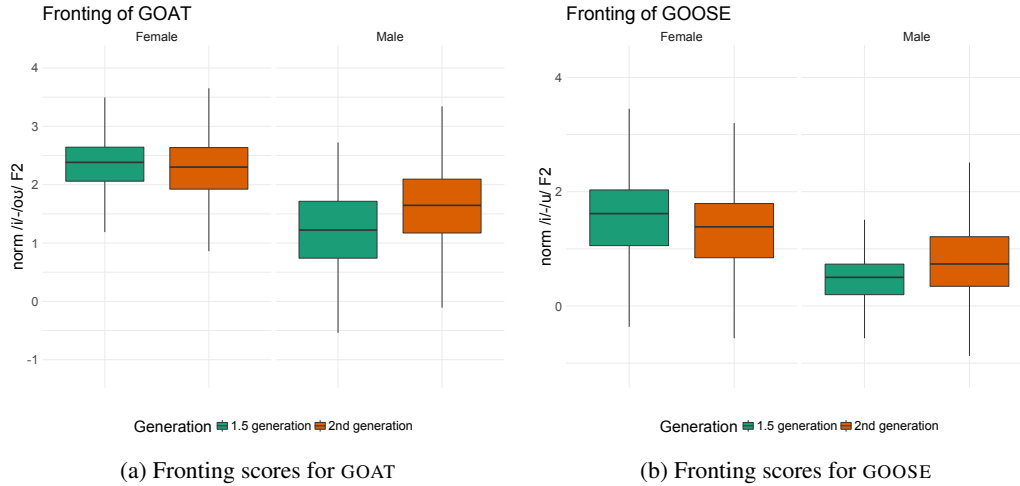 Fronting of GOAT
Female Male
4
3
2
1
0
-1
norm /i/-/oʊ/ F2
Generation 1.5 generation 2nd generation
(a) Fronting scores for GOAT
Fronting of GOOSE
Female Male
4
2
0
norm /i/-/u/ F2
Generation 1.5 generation 2nd generation
(b) Fronting scores for GOOSE